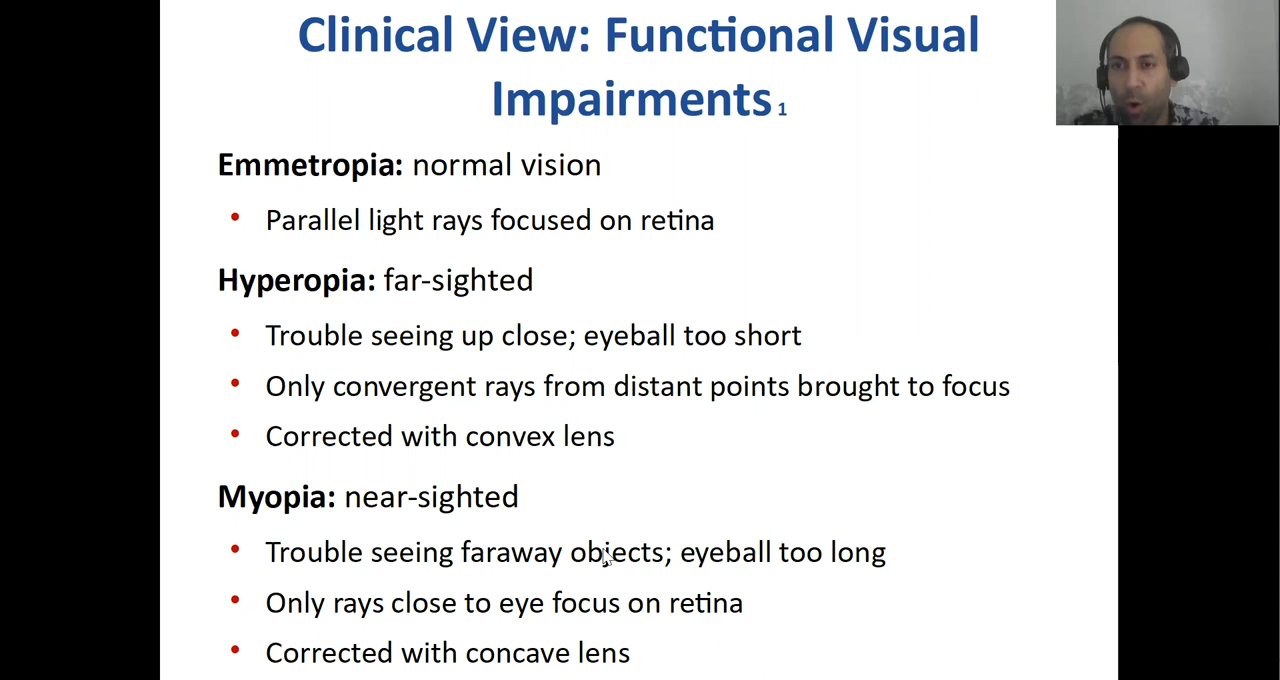 Clinical View: Functional Visual
Impairments 1
Emmetropia: normal vision
• Parallel light rays focused on retina
Hyperopia: far-sighted
• Trouble seeing up close; eyeball too short
• Only convergent rays from distant points brought to focus
• Corrected with convex lens
Myopia: near-sighted
• Trouble seeing faraway objects; eyeball too long
• Only rays close to eye focus on retina
• Corrected with concave lens